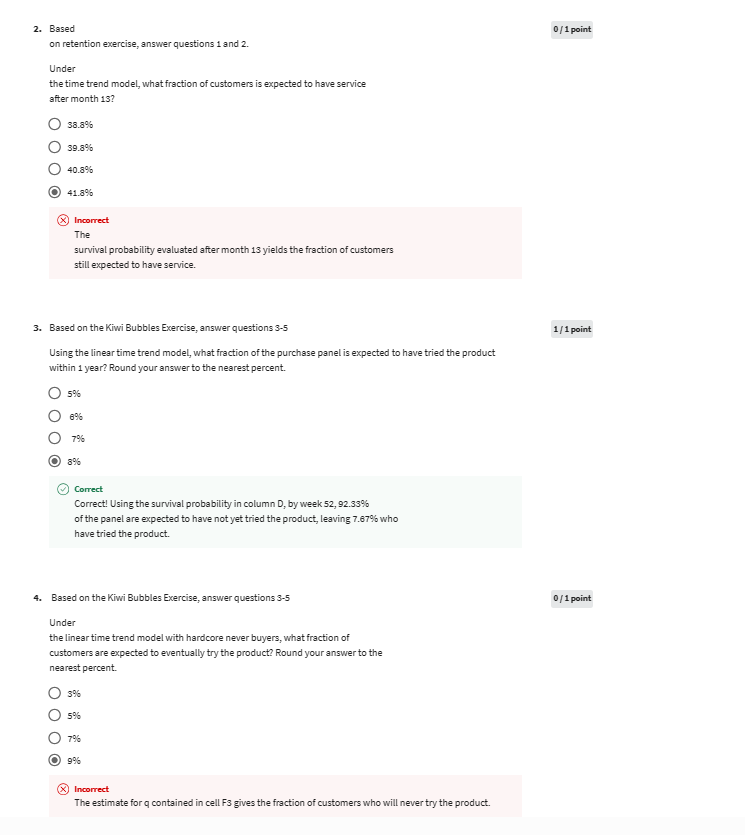 2. Based
0 / 1 point
on retention exercise, answer questions 1 and 2.
Under
the time trend model, what fraction of customers is expected to have service
after month 13?
38.8%
39.8%
40.8%
41.8%
Incorrect
The
survival probability evaluated after month 13 yields the fraction of customers
still expected to have service.
3. Based on the Kiwi Bubbles Exercise, answer questions 3-5
1 / 1 point
Using the linear time trend model, what fraction of the purchase panel is expected to have tried the product
within 1 year? Round your answer to the nearest percent.
5%
6%
7%
8%
Correct
Correct! Using the survival probability in column D, by week 52, 92.33%
of the panel are expected to have not yet tried the product, leaving 7.67% who
have tried the product.
4. Based on the Kiwi Bubbles Exercise, answer questions 3-5
0 / 1 point
Under
the linear time trend model with hardcore never buyers, what fraction of
customers are expected to eventually try the product? Round your answer to the
nearest percent.
3%
5%
7%
9%
Incorrect
The estimate for q contained in cell F3 gives the fraction of customers who will never try the product.